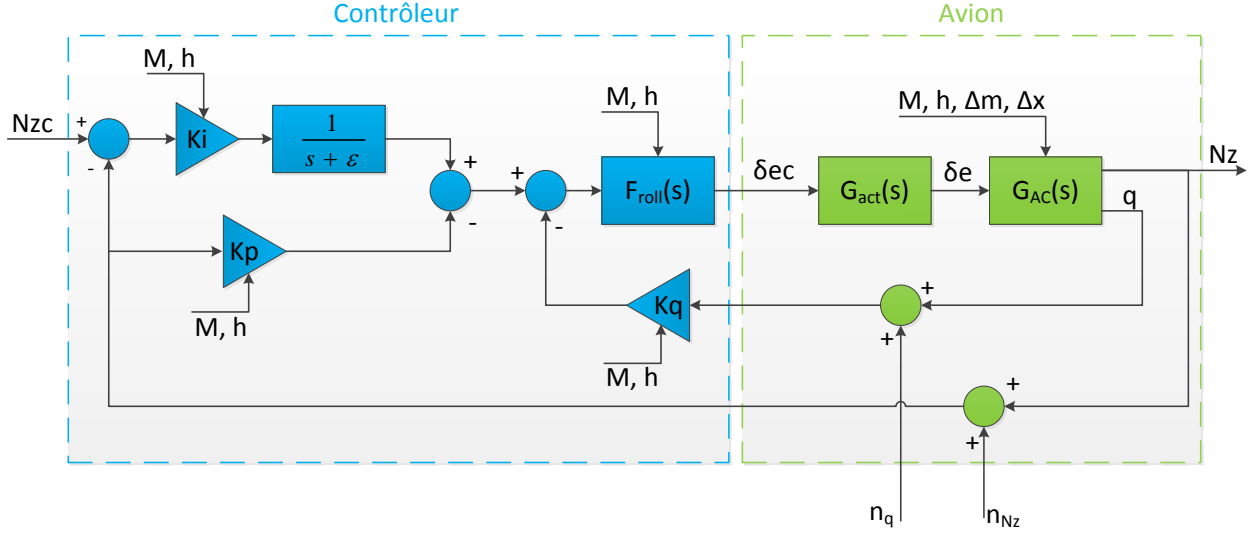 Contrôleur
Avion
M, h
M, h
M, h, Δm, Δx
Nzc
+
-
Ki
1
s + ε
+
-
+
-
F_roll(s)
δec
G_act(s)
δe
G_AC(s)
Nz
q
Kp
M, h
Kq
M, h
+
+
+
+
n_q
n_Nz